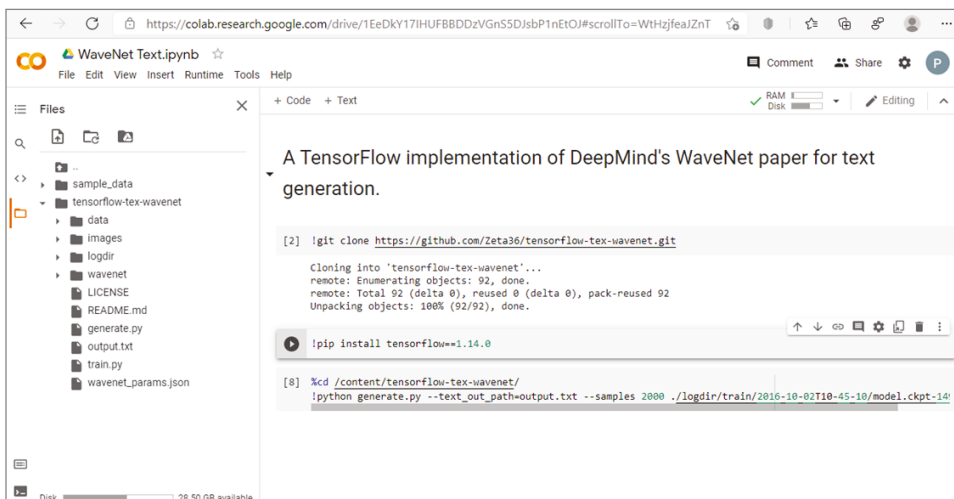 https://colab.research.google.com/drive/1EeDkY17IHUFBBDDzVGnS5DJsbP1nEtOJ#scrollTo=WtHzjfeaJZnT
WaveNet Text.ipynb
Comment Share P
File Edit View Insert Runtime Tools Help
Files
+ Code + Text
RAM
Disk
Editing
..
sample_data
tensorflow-tex-wavenet
data
images
logdir
wavenet
LICENSE
README.md
generate.py
output.txt
train.py
wavenet_params.json
Disk 28.50 GB available
A TensorFlow implementation of DeepMind's WaveNet paper for text
generation.
[2] !git clone https://github.com/Zeta36/tensorflow-tex-wavenet.git
Cloning into 'tensorflow-tex-wavenet'...
remote: Enumerating objects: 92, done.
remote: Total 92 (delta 0), reused 0 (delta 0), pack-reused 92
Unpacking objects: 100% (92/92), done.
!pip install tensorflow==1.14.0
[8] %cd /content/tensorflow-tex-wavenet/
!python generate.py --text_out_path=output.txt --samples 2000 ./logdir/train/2016-10-02T10-45-10/model.ckpt-149